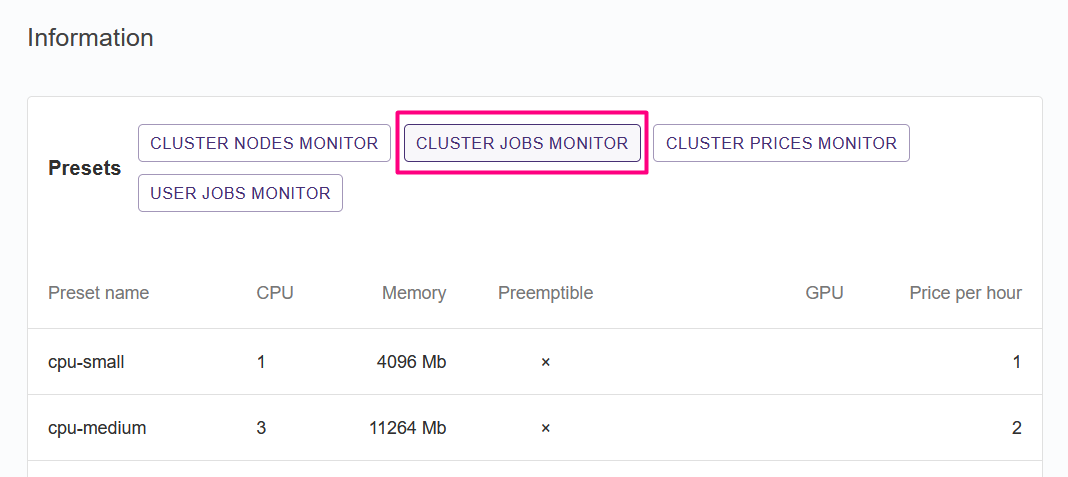 Information
CLUSTER NODES MONITOR CLUSTER JOBS MONITOR CLUSTER PRICES MONITOR
Presets
USER JOBS MONITOR
Preset name CPU Memory Preemptible GPU Price per hour
cpu-small 1 4096 Mb × 1
cpu-medium 3 11264 Mb × 2